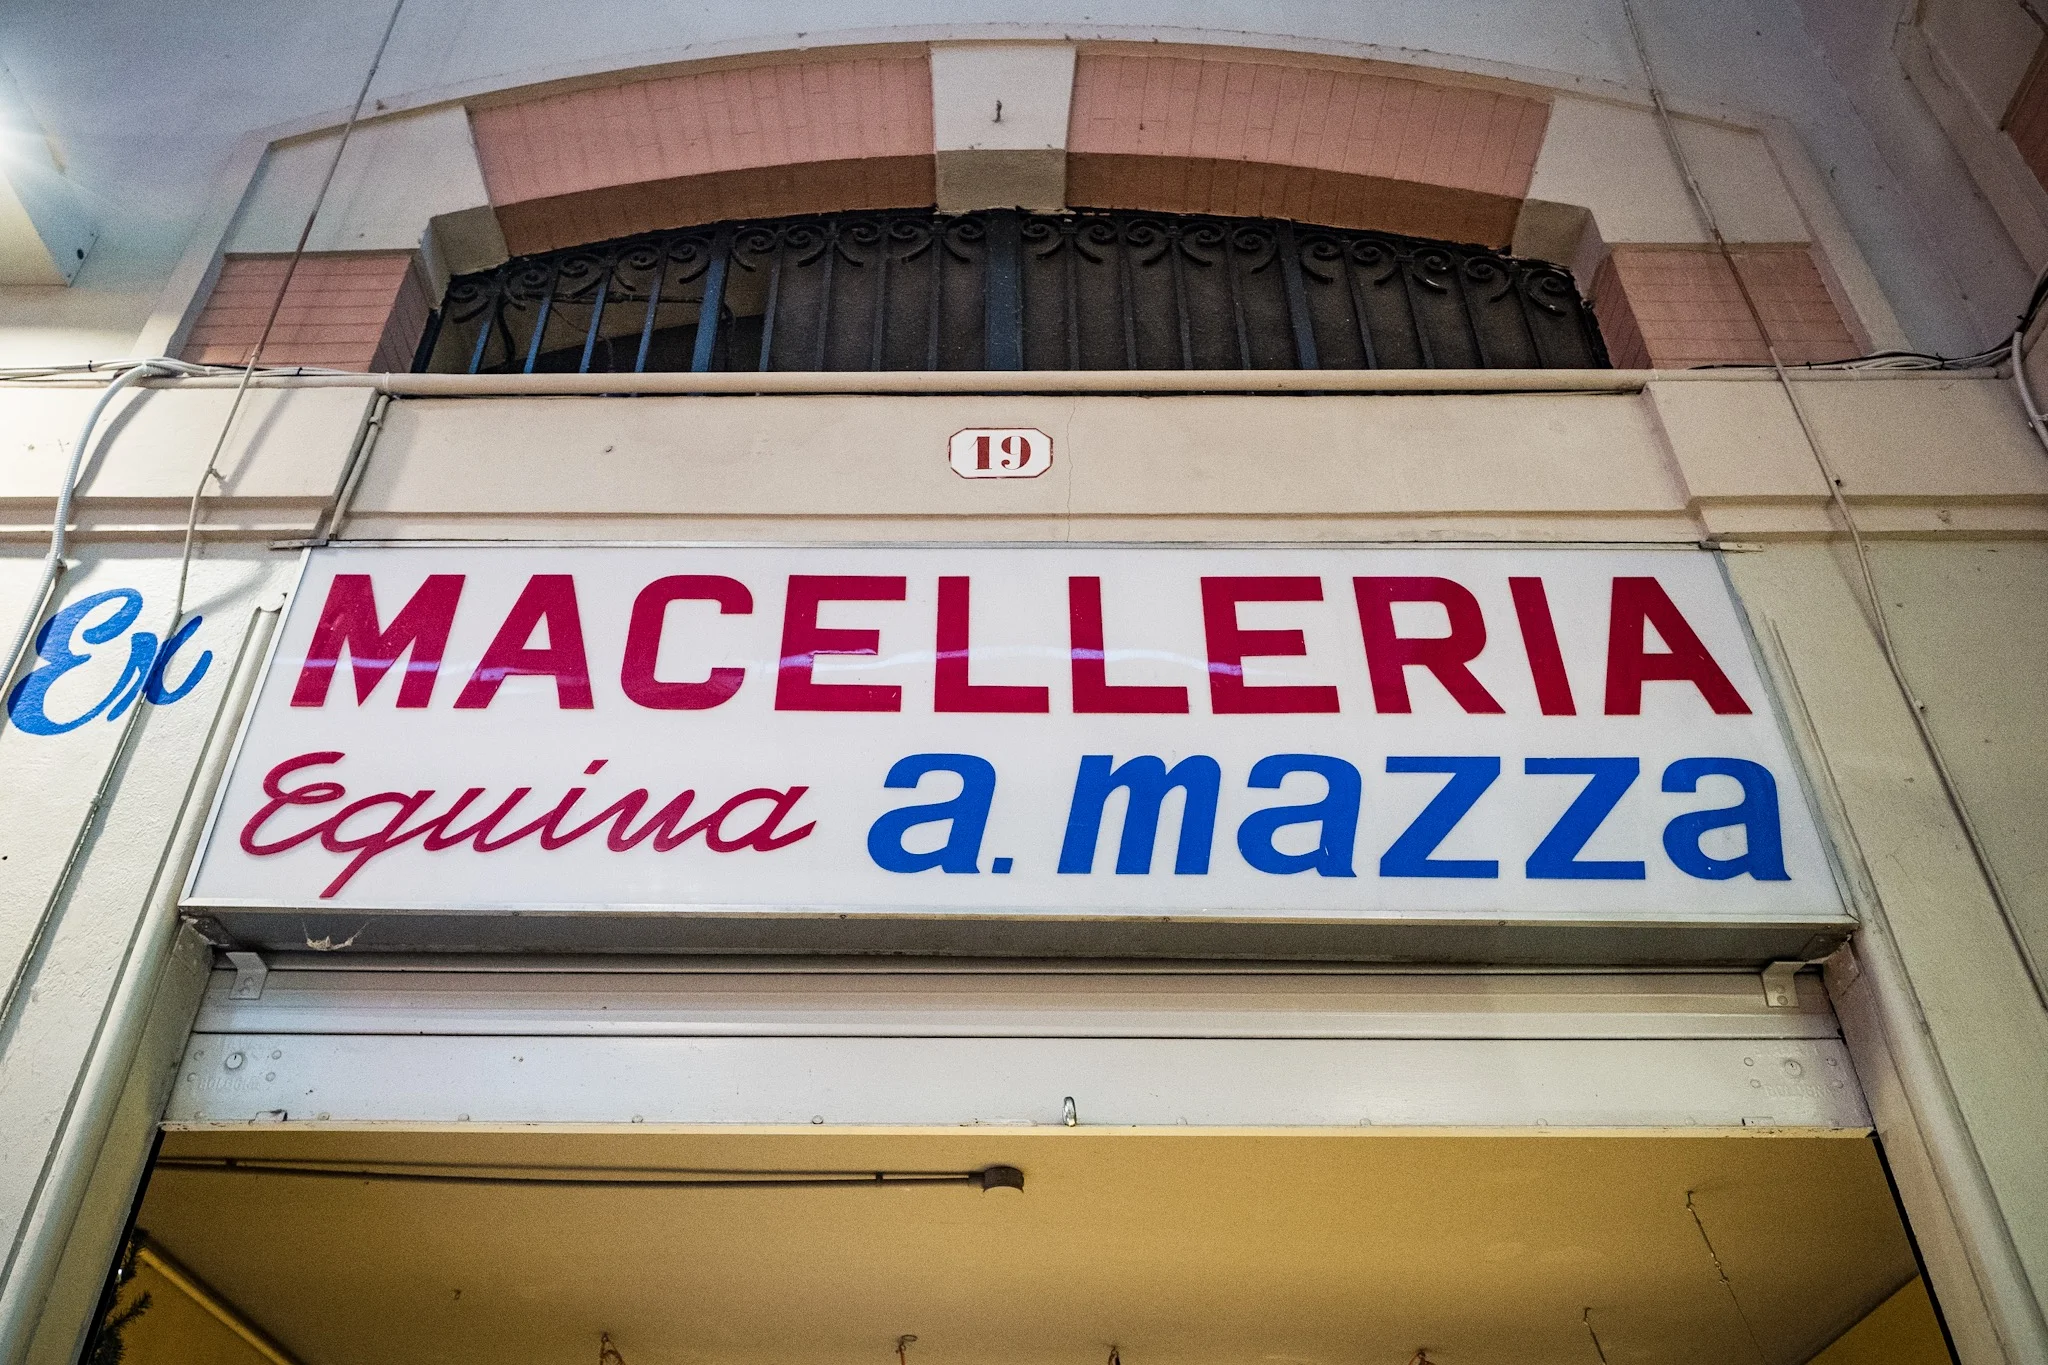 19
Ex
MACELLERIA
Equina a. mazza